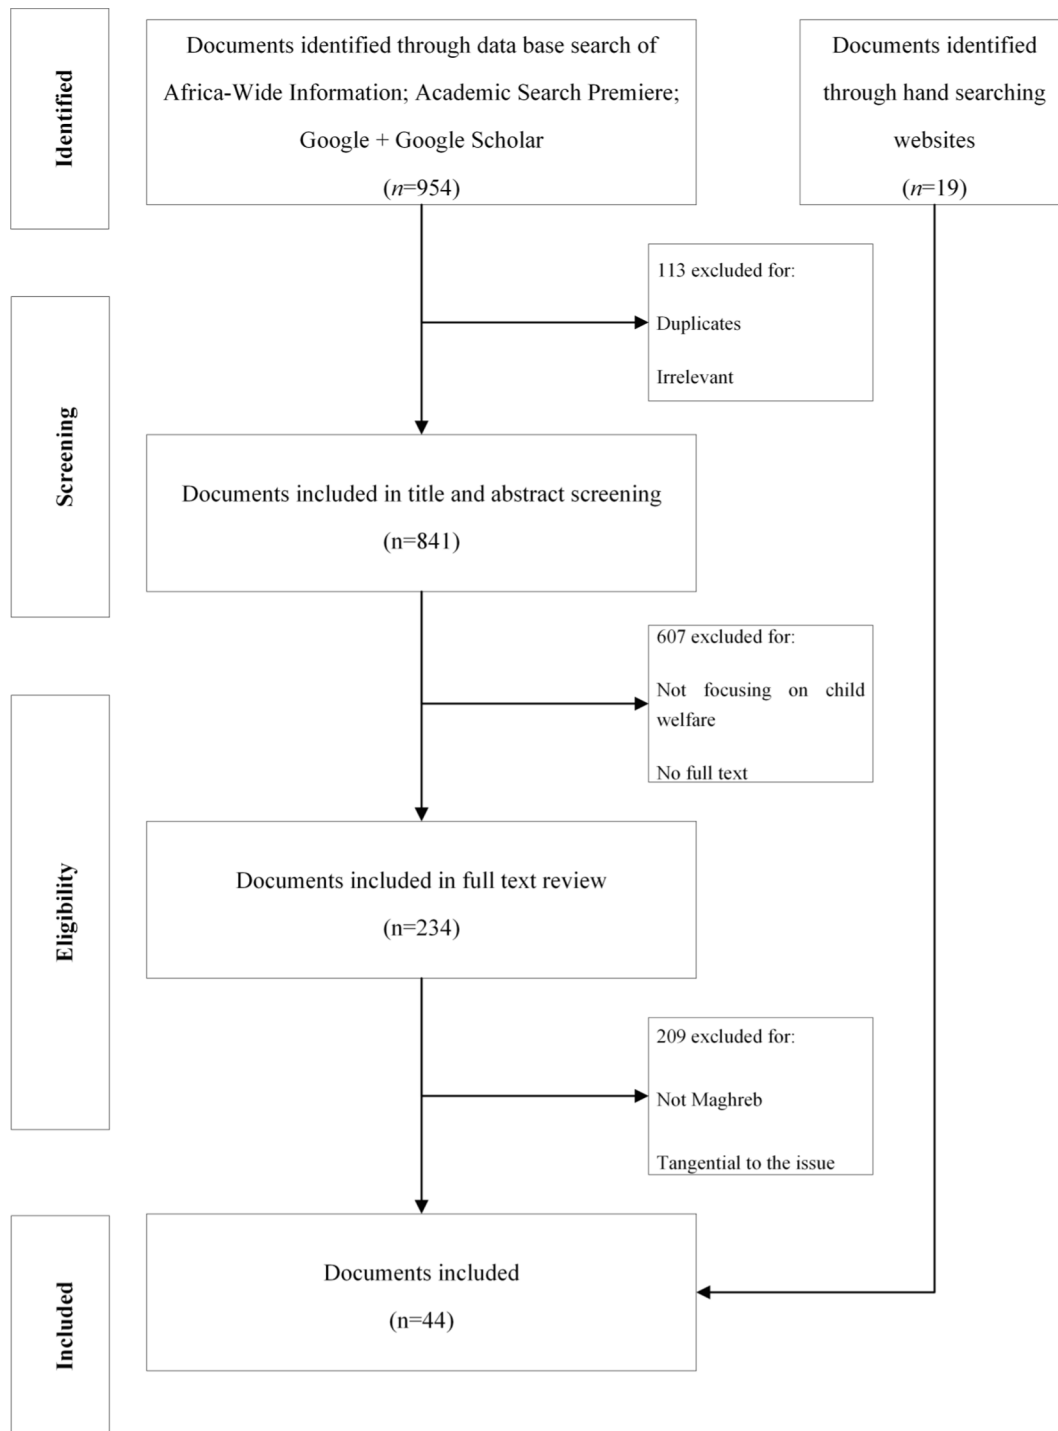 Identified
Documents identified through data base search of
Africa-Wide Information; Academic Search Premiere;
Google + Google Scholar
(n=954)
Documents identified
through hand searching
websites
(n=19)
113 excluded for:
Duplicates
Irrelevant
Screening
Documents included in title and abstract screening
(n=841)
607 excluded for:
Not focusing on child
welfare
No full text
Eligibility
Documents included in full text review
(n=234)
209 excluded for:
Not Maghreb
Tangential to the issue
Included
Documents included
(n=44)